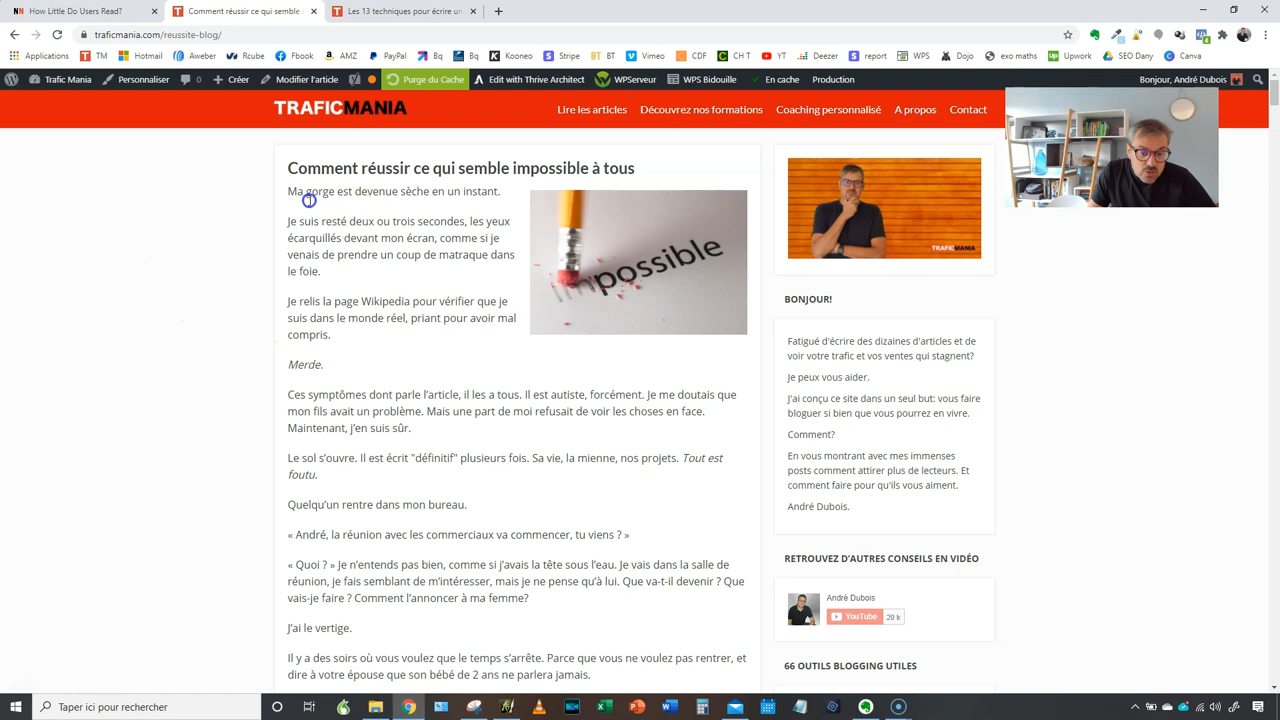 How Little Do Users Read?
Comment réussir ce qui semble
Les 13 techniques pour écrire un
traficmania.com/reussite-blog/
Applications
TM
Hotmail
Aweber
Rcube
Fbook
AMZ
PayPal
Bq
Kooneo
Bq
Stripe
BT
Vimeo
CDF
CH T
YT
Deezer
report
WPS
Dojo
exo maths
Upwork
SEO Dany
Canva
Trafic Mania
Personnaliser
0
Créer
Modifier l'article
Purge du Cache
Edit with Thrive Architect
WPServeur
WPS Bidouille
En cache
Production
Bonjour, André Dubois
TRAFICMANIA
Lire les articles
Découvrez nos formations
Coaching personnalisé
A propos
Contact
Comment réussir ce qui semble impossible à tous
Ma gorge est devenue sèche en un instant.
Je suis resté deux ou trois secondes, les yeux
écarquillés devant mon écran, comme si je
venais de prendre un coup de matraque dans
le foie.
Je relis la page Wikipedia pour vérifier que je
suis dans le monde réel, priant pour avoir mal
compris.
possible
Merde.
Ces symptômes dont parle l'article, il les a tous. Il est autiste, forcément. Je me doutais que
mon fils avait un problème. Mais une part de moi refusait de voir les choses en face.
Maintenant, j'en suis sûr.
Le sol s'ouvre. Il est écrit "définitif" plusieurs fois. Sa vie, la mienne, nos projets. Tout est
foutu.
Quelqu'un rentre dans mon bureau.
« André, la réunion avec les commerciaux va commencer, tu viens ? »
« Quoi ? » Je n'entends pas bien, comme si j'avais la tête sous l'eau. Je vais dans la salle de
réunion, je fais semblant de m'intéresser, mais je ne pense qu'à lui. Que va-t-il devenir ? Que
vais-je faire ? Comment l'annoncer à ma femme?
J'ai le vertige.
Il y a des soirs où vous voulez que le temps s'arrête. Parce que vous ne voulez pas rentrer, et
dire à votre épouse que son bébé de 2 ans ne parlera jamais.
TRAFICMANIA
BONJOUR!
Fatigué d'écrire des dizaines d'articles et de
voir votre trafic et vos ventes qui stagnent?
Je peux vous aider.
J'ai conçu ce site dans un seul but: vous faire
bloguer si bien que vous pourrez en vivre.
Comment?
En vous montrant avec mes immenses
posts comment attirer plus de lecteurs. Et
comment faire pour qu'ils vous aiment.
André Dubois.
RETROUVEZ D'AUTRES CONSEILS EN VIDÉO
André Dubois
YouTube
20 k
66 OUTILS BLOGGING UTILES
Taper ici pour rechercher